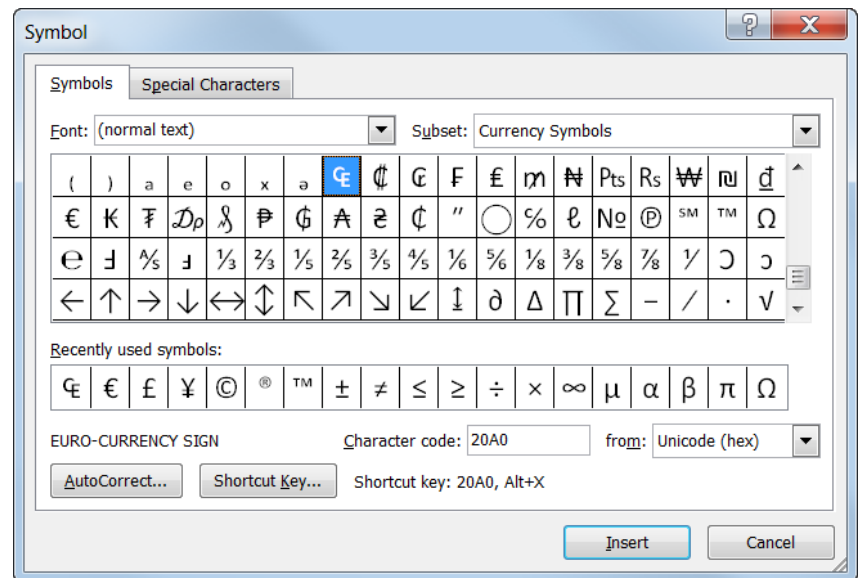 Symbol
Symbols Special Characters
Font: (normal text) Subset: Currency Symbols
₍ ₎ ₐ ₑ ₒ ₓ ₔ ₠ ₡ ₢ ₣ ₤ ₥ ₦ ₧ ₨ ₩ ₪ ₫
€ ₭ ₮ ₯ ₰ ₱ ₲ ₳ ₴ ₵ ″ ◯ ℅ ℓ № ℗ ℠ ™ Ω
℮ Ⅎ ⅍ ⅎ ⅓ ⅔ ⅕ ⅖ ⅗ ⅘ ⅙ ⅚ ⅛ ⅜ ⅝ ⅞ ⅟ Ↄ ↄ
← ↑ → ↓ ↔ ↕ ↖ ↗ ↘ ↙ ↨ ∂ ∆ ∏ ∑ − ∕ ∙ √
Recently used symbols:
₠ € £ ¥ © ® ™ ± ≠ ≤ ≥ ÷ × ∞ µ α β π Ω
EURO-CURRENCY SIGN Character code: 20A0 from: Unicode (hex)
AutoCorrect... Shortcut Key... Shortcut key: 20A0, Alt+X
Insert Cancel